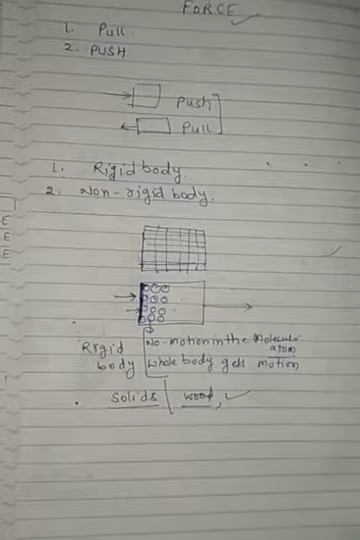 FORCE
1. Pull
2. PUSH
Push
Pull
1. Rigid body
2. Non-rigid body.
Rigid body
No-motion in the Molecule atom
whole body gets motion
Solids wood,
E
E
E